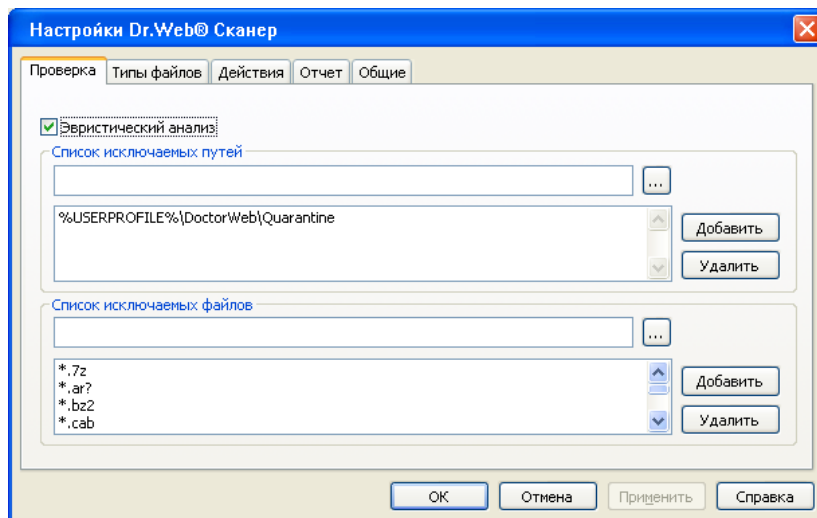 Настройки Dr.Web® Сканер
Проверка Типы файлов Действия Отчет Общие
Эвристический анализ
Список исключаемых путей
...
%USERPROFILE%\DoctorWeb\Quarantine
Добавить
Удалить
Список исключаемых файлов
...
*.7z
*.ar?
*.bz2
*.cab
Добавить
Удалить
ОК Отмена Применить Справка